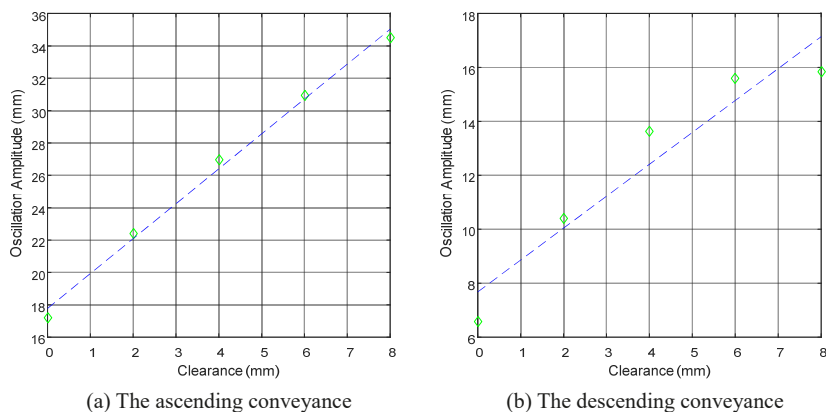 36
34
32
30
28
26
24
22
20
18
16
Oscillation Amplitude (mm)
0 1 2 3 4 5 6 7 8
Clearance (mm)
(a) The ascending conveyance
18
16
14
12
10
8
6
Oscillation Amplitude (mm)
0 1 2 3 4 5 6 7 8
Clearance (mm)
(b) The descending conveyance